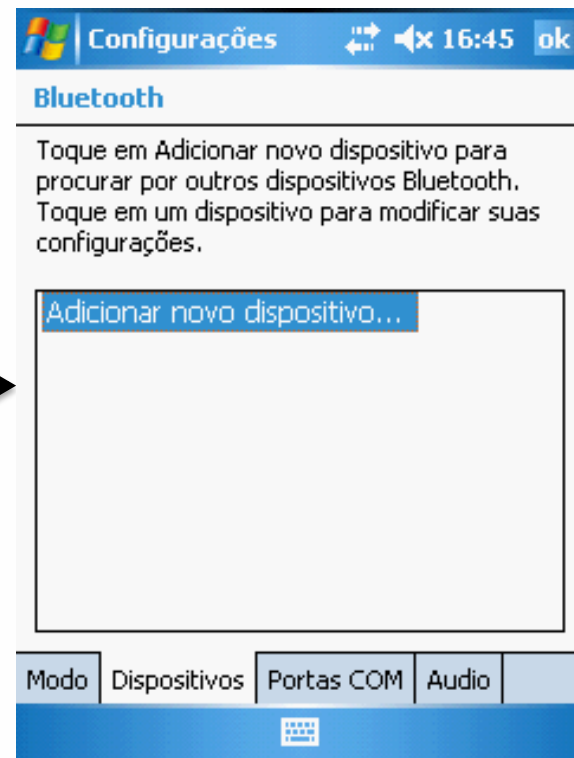 Configurações 16:45 ok
Bluetooth
Toque em Adicionar novo dispositivo para
procurar por outros dispositivos Bluetooth.
Toque em um dispositivo para modificar suas
configurações.
Adicionar novo dispositivo...
Modo Dispositivos Portas COM Audio